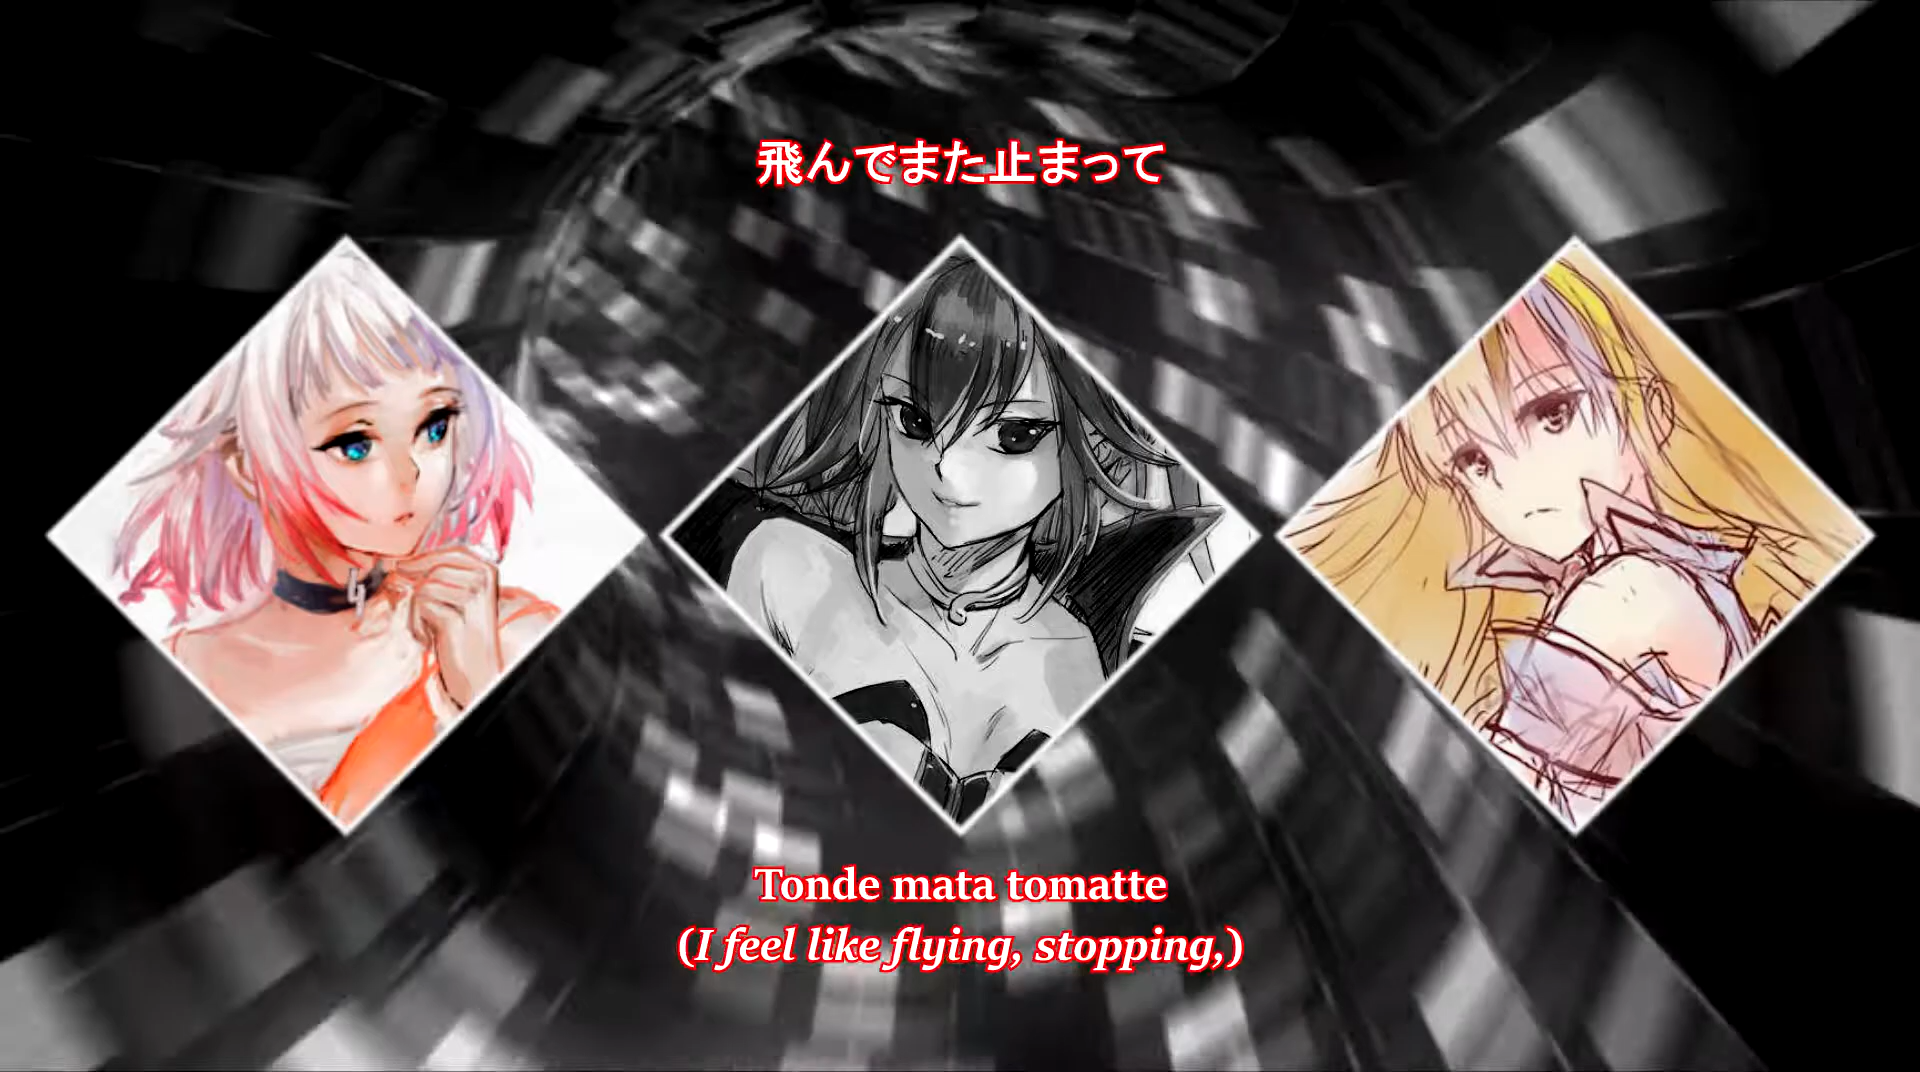 飛んでまた止まって
Tonde mata tomatte
(I feel like flying, stopping,)